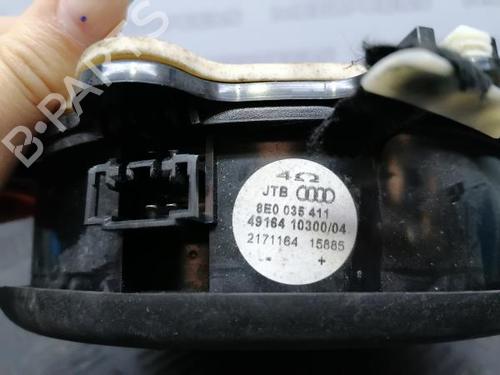 B-PARTS
4Ω
JTB
8E0 035 411
49164 10300/04
2171164 15885
- +